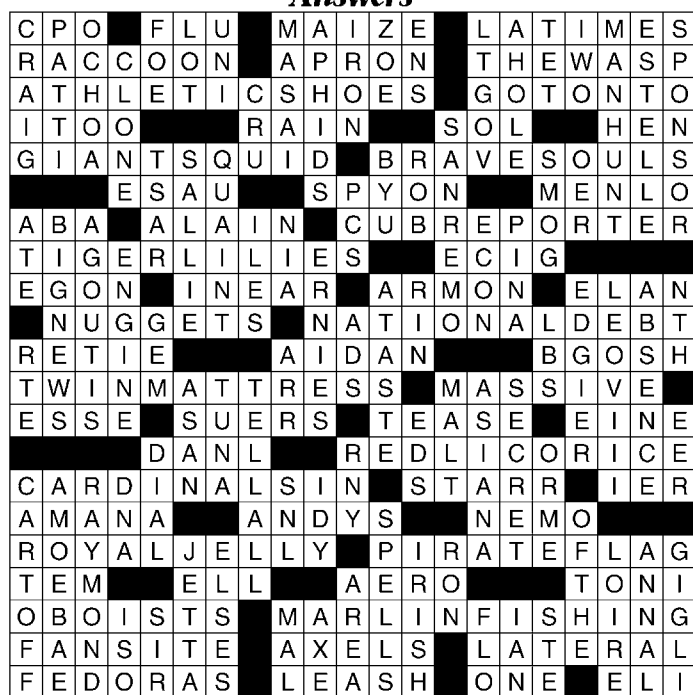 Answers
CPO FLU MAIZE LATIMES
RACCOON APRON THEWASP
ATHLETICSHOES GOTONTO
ITOO RAIN SOL HEN
GIANTSQUID BRAVESOULS
ESAU SPYON MENLO
ABA ALAIN CUBREPORTER
TIGERLILIES ECIG
EGON INEAR ARMON ELAN
NUGGETS NATIONALDEBT
RETIE AIDAN BGOSH
TWINMATTRESS MASSIVE
ESSE SUERS TEASE EINE
DANL REDLICORICE
CARDINALSIN STARR IER
AMANA ANDYS NEMO
ROYALJELLY PIRATEFLAG
TEM ELL AERO TONI
OBOISTS MARLINFISHING
FANSITE AXELS LATERAL
FEDORAS LEASH ONE ELI